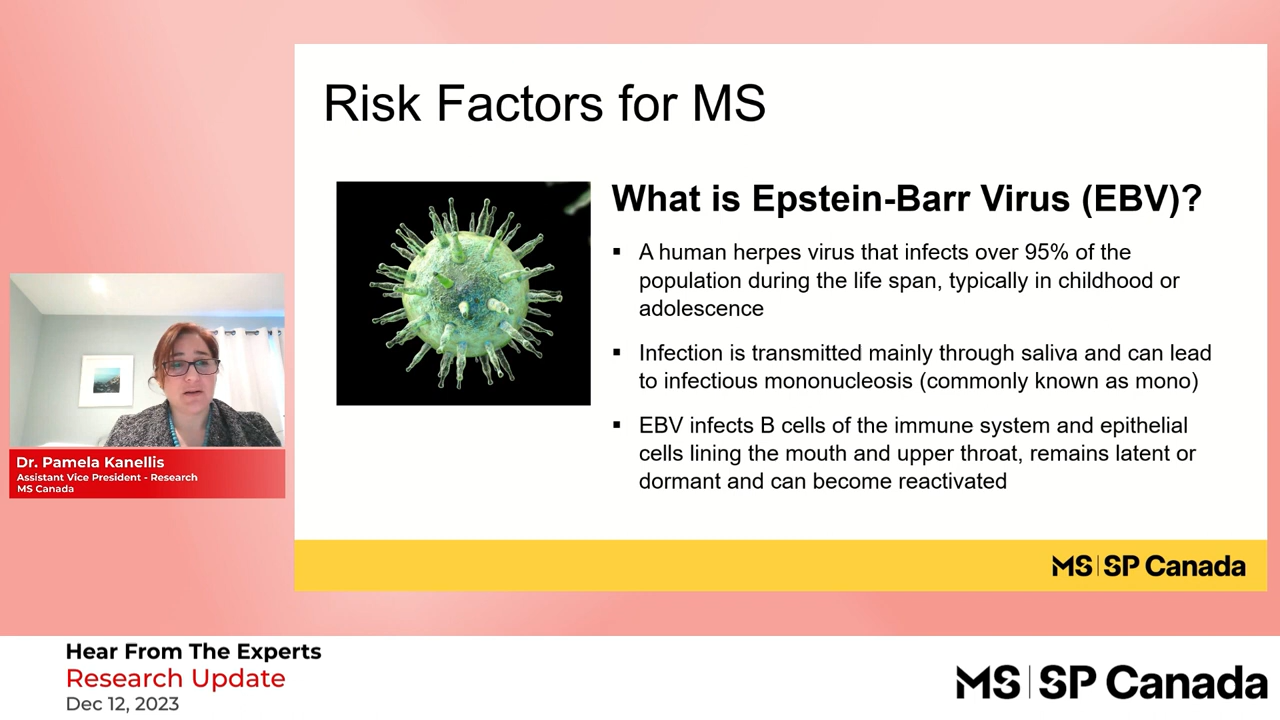 Risk Factors for MS
What is Epstein-Barr Virus (EBV)?
▪ A human herpes virus that infects over 95% of the
population during the life span, typically in childhood or
adolescence
▪ Infection is transmitted mainly through saliva and can lead
to infectious mononucleosis (commonly known as mono)
▪ EBV infects B cells of the immune system and epithelial
cells lining the mouth and upper throat, remains latent or
dormant and can become reactivated
MS | SP Canada
Dr. Pamela Kanellis
Assistant Vice President - Research
MS Canada
Hear From The Experts
Research Update
Dec 12, 2023
MS | SP Canada